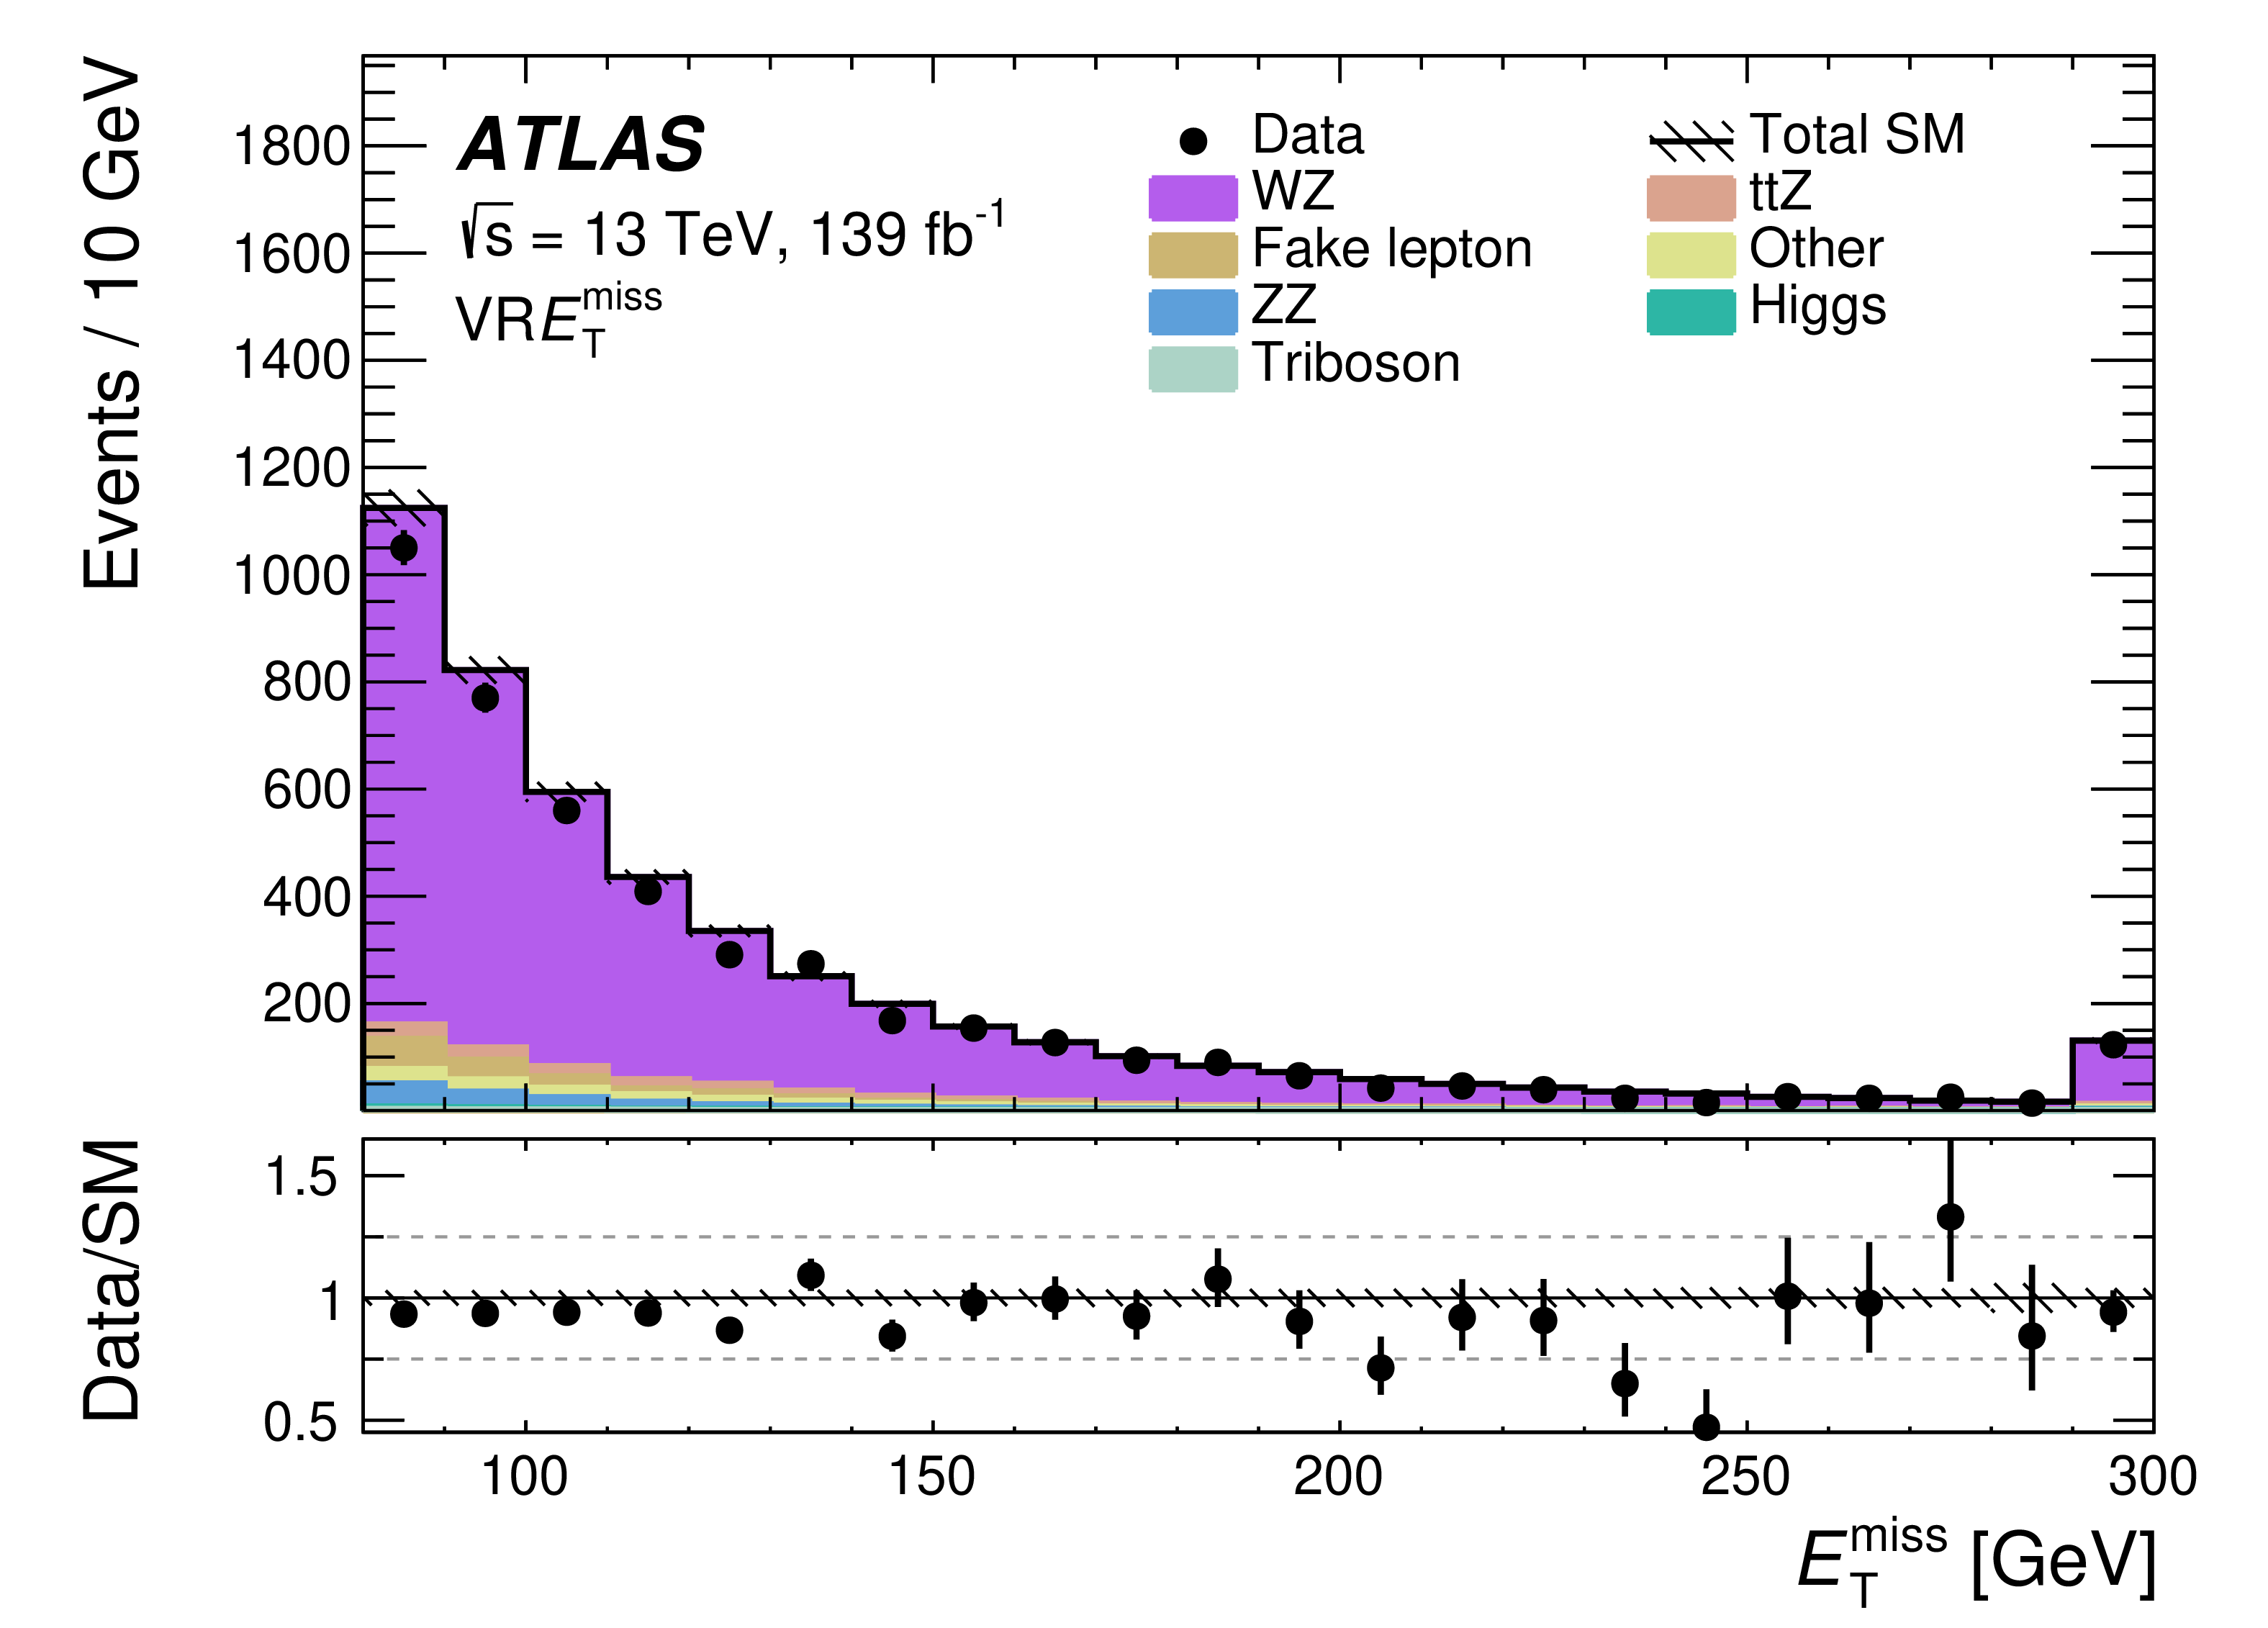 Events / 10 GeV
1800
1600
1400
1200
1000
800
600
400
200
ATLAS
√s = 13 TeV, 139 fb⁻¹
VR E_T^miss
Data
WZ
Fake lepton
ZZ
Triboson
Total SM
ttZ
Other
Higgs
Data/SM
1.5
1
0.5
100 150 200 250 300
E_T^miss [GeV]